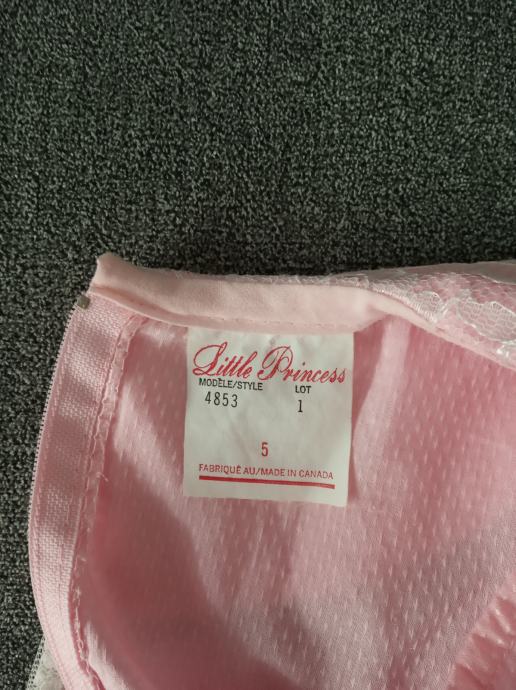 Little Princess
MODÈLE/STYLE LOT
4853 1
5
FABRIQUÉ AU/MADE IN CANADA